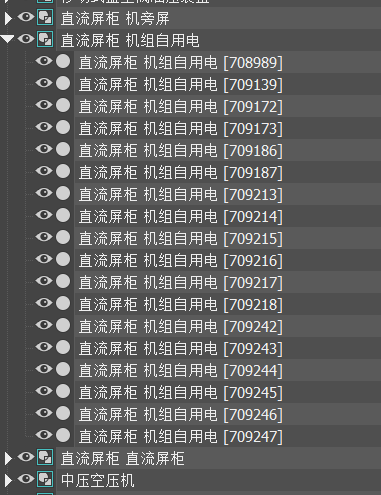 直流屏柜 机旁屏
直流屏柜 机组自用电
直流屏柜 机组自用电 [708989]
直流屏柜 机组自用电 [709139]
直流屏柜 机组自用电 [709172]
直流屏柜 机组自用电 [709173]
直流屏柜 机组自用电 [709186]
直流屏柜 机组自用电 [709187]
直流屏柜 机组自用电 [709213]
直流屏柜 机组自用电 [709214]
直流屏柜 机组自用电 [709215]
直流屏柜 机组自用电 [709216]
直流屏柜 机组自用电 [709217]
直流屏柜 机组自用电 [709218]
直流屏柜 机组自用电 [709242]
直流屏柜 机组自用电 [709243]
直流屏柜 机组自用电 [709244]
直流屏柜 机组自用电 [709245]
直流屏柜 机组自用电 [709246]
直流屏柜 机组自用电 [709247]
直流屏柜 直流屏柜
中压空压机